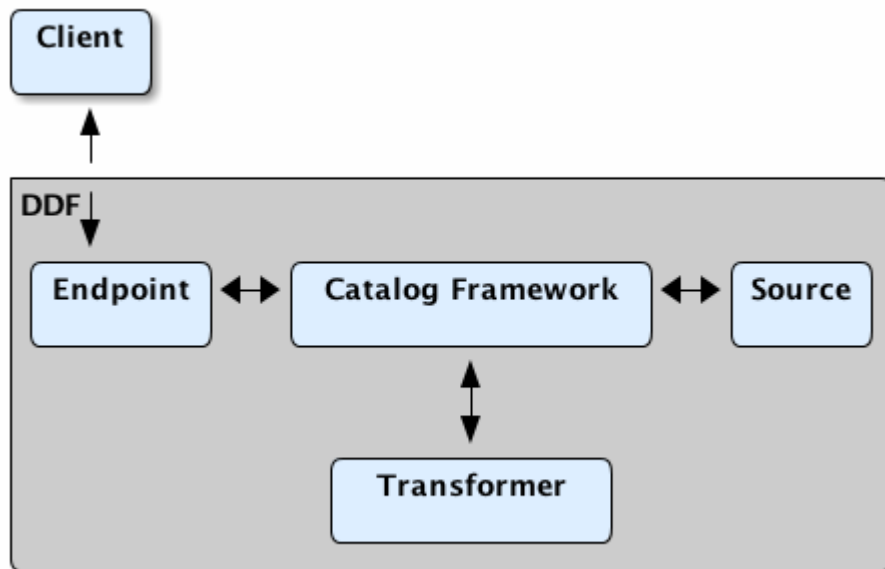 Client
DDF
Endpoint
Catalog Framework
Source
Transformer